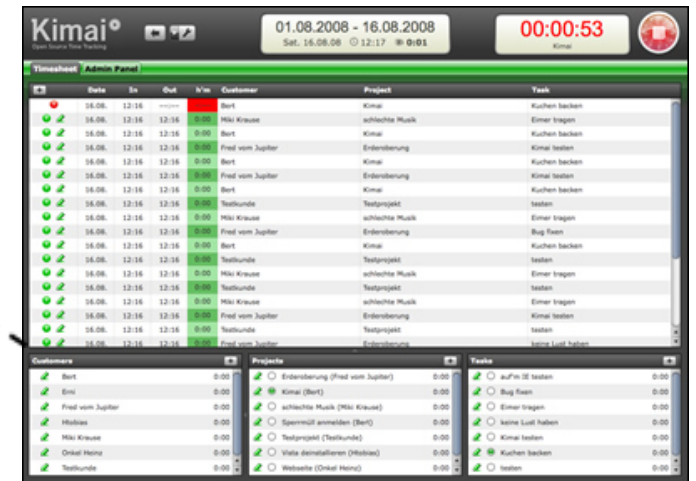 Kimai
Open Source Time Tracking
01.08.2008 - 16.08.2008
Sat. 16.08.08 12:17 0:01
00:00:53
Kimai
Timesheet Admin Panel
Date In Out h'm Customer Project Task
16.08. 12:16 --:-- Bert Kimai Kuchen backen
16.08. 12:16 12:16 0:00 Miki Krause schlechte Musik Eimer tragen
16.08. 12:16 12:16 0:00 Bert Kimai Kuchen backen
16.08. 12:16 12:16 0:00 Fred vom Jupiter Erderoberung Kimai testen
16.08. 12:16 12:16 0:00 Bert Kimai Kuchen backen
16.08. 12:16 12:16 0:00 Fred vom Jupiter Erderoberung Kimai testen
16.08. 12:16 12:16 0:00 Bert Kimai Kuchen backen
16.08. 12:16 12:16 0:00 Testkunde Testprojekt testen
16.08. 12:16 12:16 0:00 Miki Krause schlechte Musik Eimer tragen
16.08. 12:16 12:16 0:00 Fred vom Jupiter Erderoberung Bug fixen
16.08. 12:16 12:16 0:00 Bert Kimai Kuchen backen
16.08. 12:16 12:16 0:00 Testkunde Testprojekt testen
16.08. 12:16 12:16 0:00 Miki Krause schlechte Musik Eimer tragen
16.08. 12:16 12:16 0:00 Testkunde Testprojekt testen
16.08. 12:16 12:16 0:00 Miki Krause schlechte Musik Eimer tragen
16.08. 12:16 12:16 0:00 Fred vom Jupiter Erderoberung Kimai testen
16.08. 12:16 12:16 0:00 Testkunde Testprojekt testen
16.08. 12:16 12:16 0:00 Fred vom Jupiter Erderoberung keine Lust haben
Customers
Bert 0:00
Erni 0:00
Fred vom Jupiter 0:00
Hiobias 0:00
Miki Krause 0:00
Onkel Heinz 0:00
Testkunde 0:00
Projects
Erderoberung (Fred vom Jupiter) 0:00
Kimai (Bert) 0:00
schlechte Musik (Miki Krause) 0:00
Sperrmüll anmelden (Bert) 0:00
Testprojekt (Testkunde) 0:00
Vista deinstallieren (Hiobias) 0:00
Webseite (Onkel Heinz) 0:00
Tasks
auf'm IE testen 0:00
Bug fixen 0:00
Eimer tragen 0:00
keine Lust haben 0:00
Kimai testen 0:00
Kuchen backen 0:00
testen 0:00